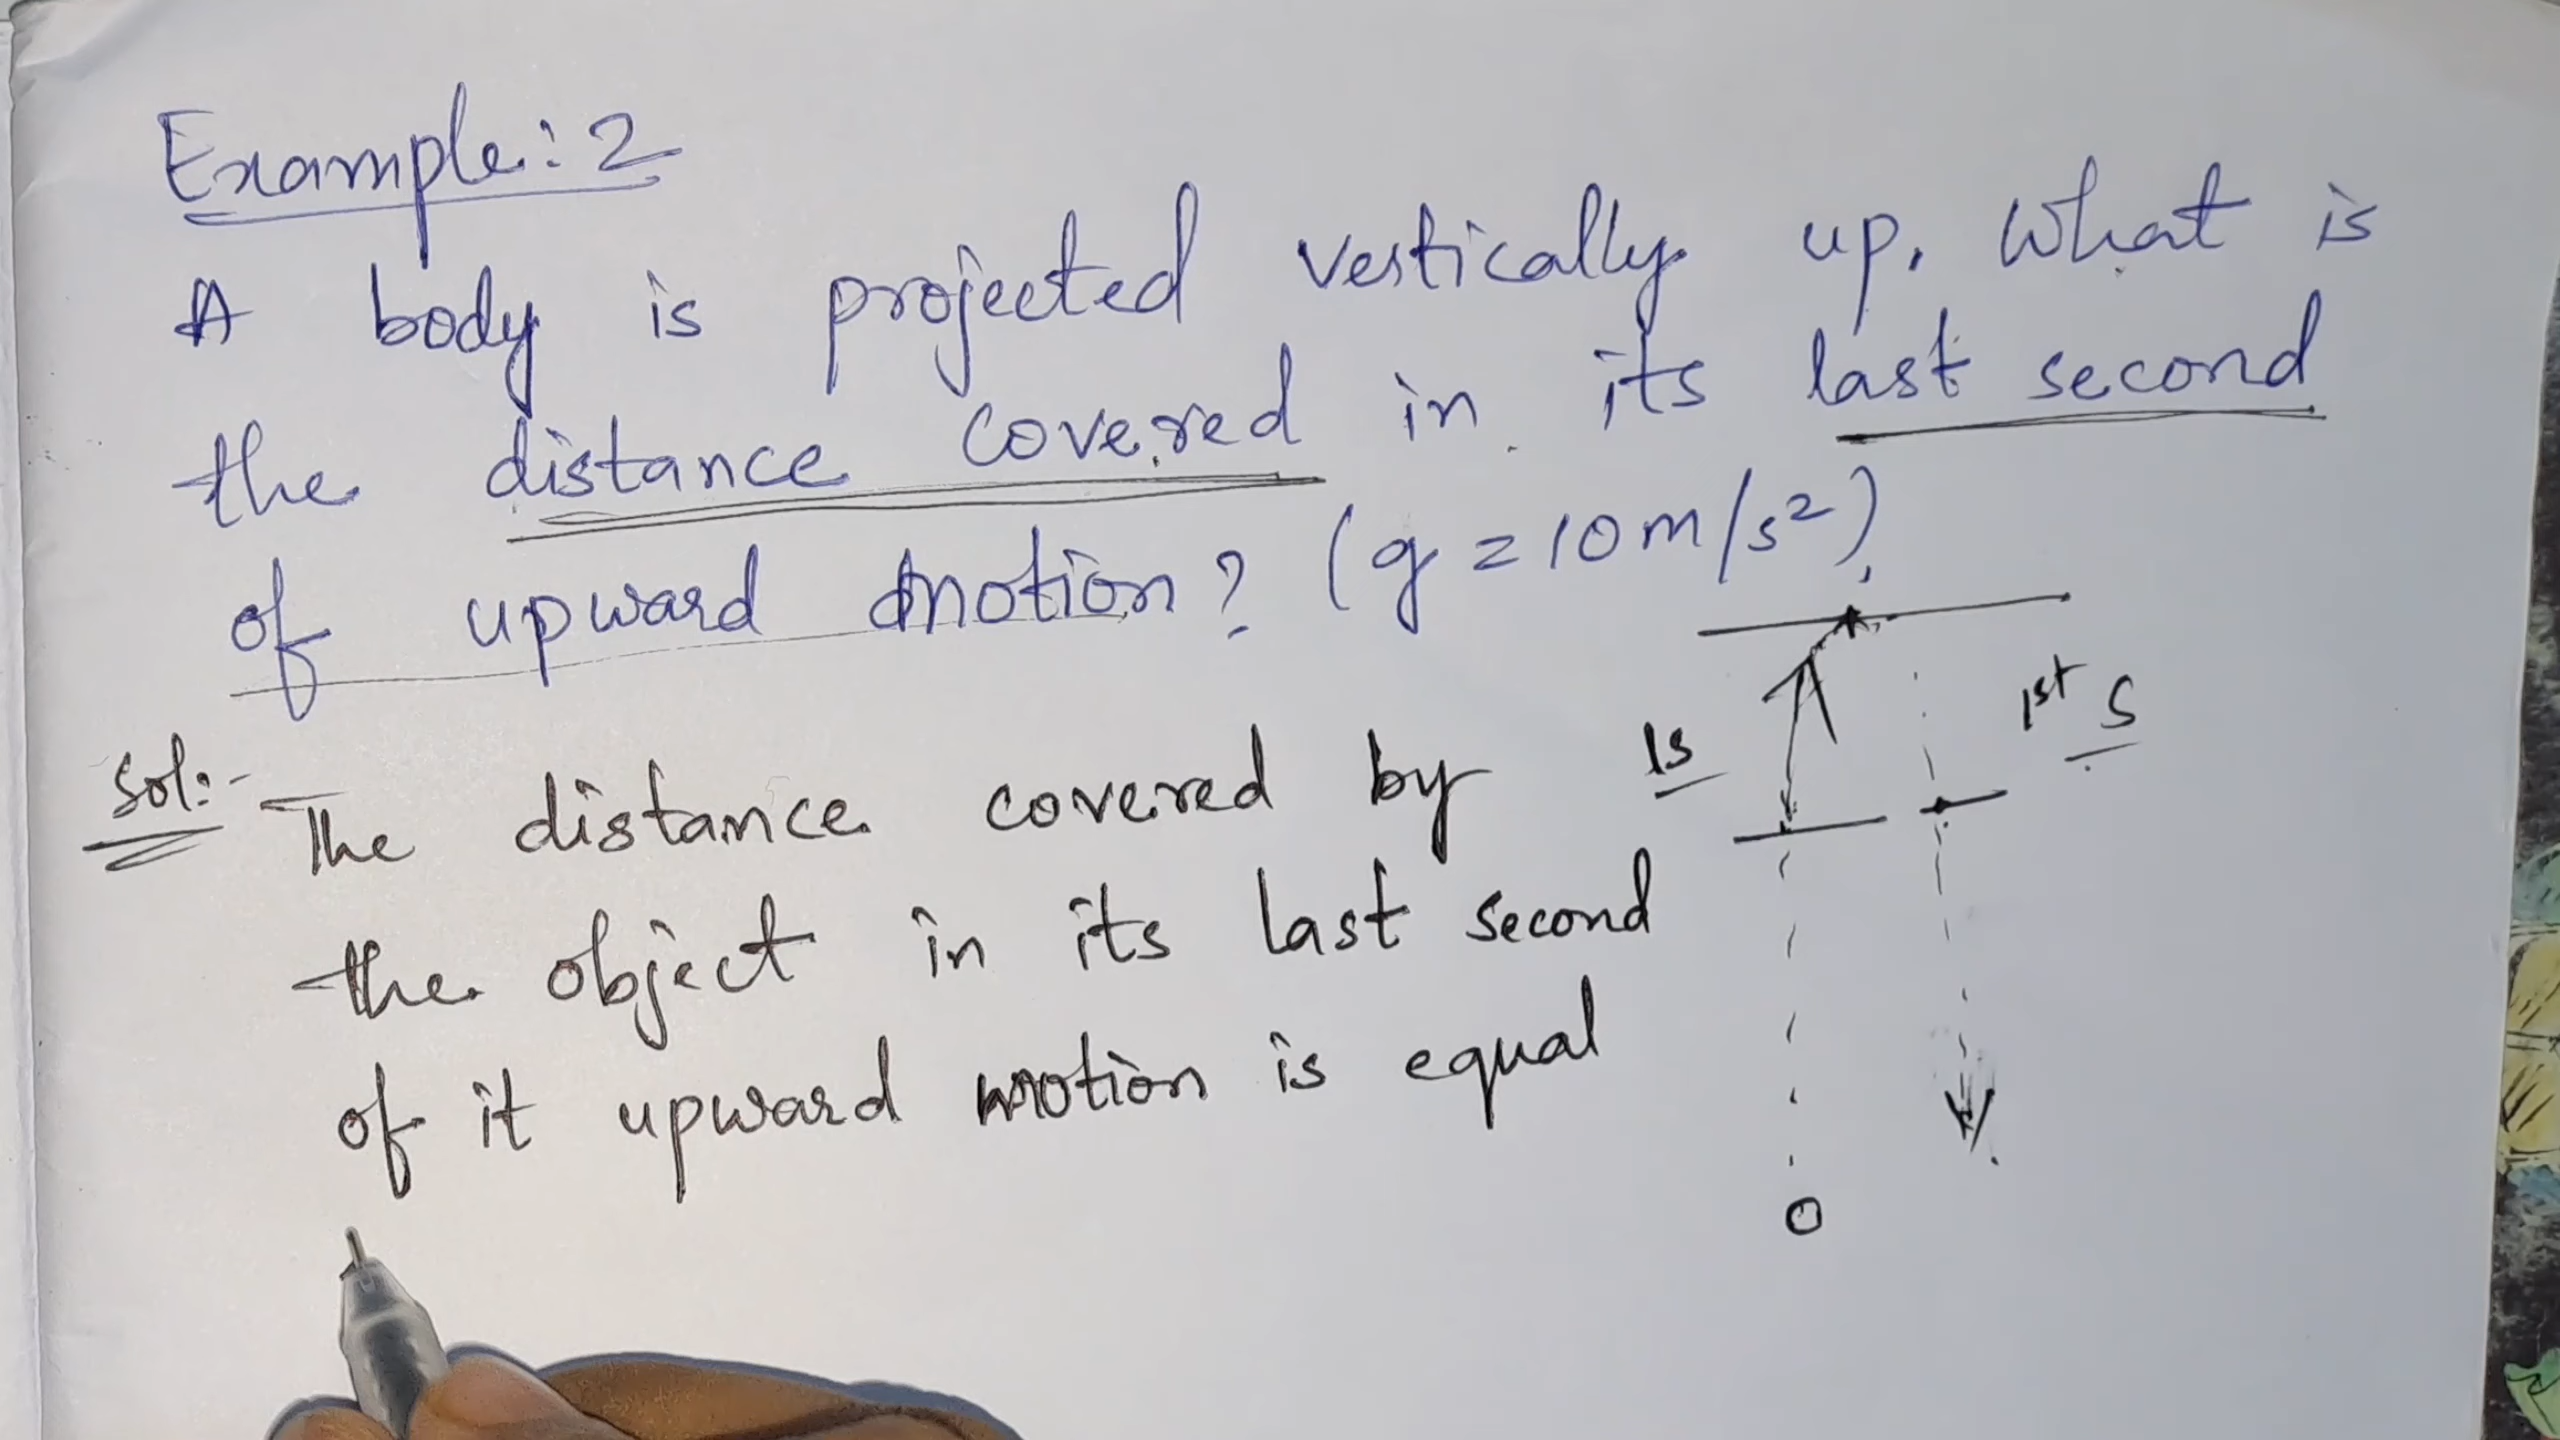 Example: 2
A body is projected vertically up. What is
the distance covered in its last second
of upward motion? (g = 10 m/s²)
Sol:- The distance covered by
the object in its last second
of it upward motion is equal
1s
1st s